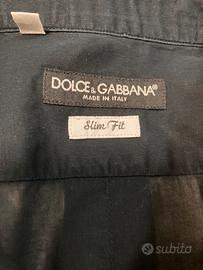 DOLCE & GABBANA®
MADE IN ITALY
Slim Fit
subito